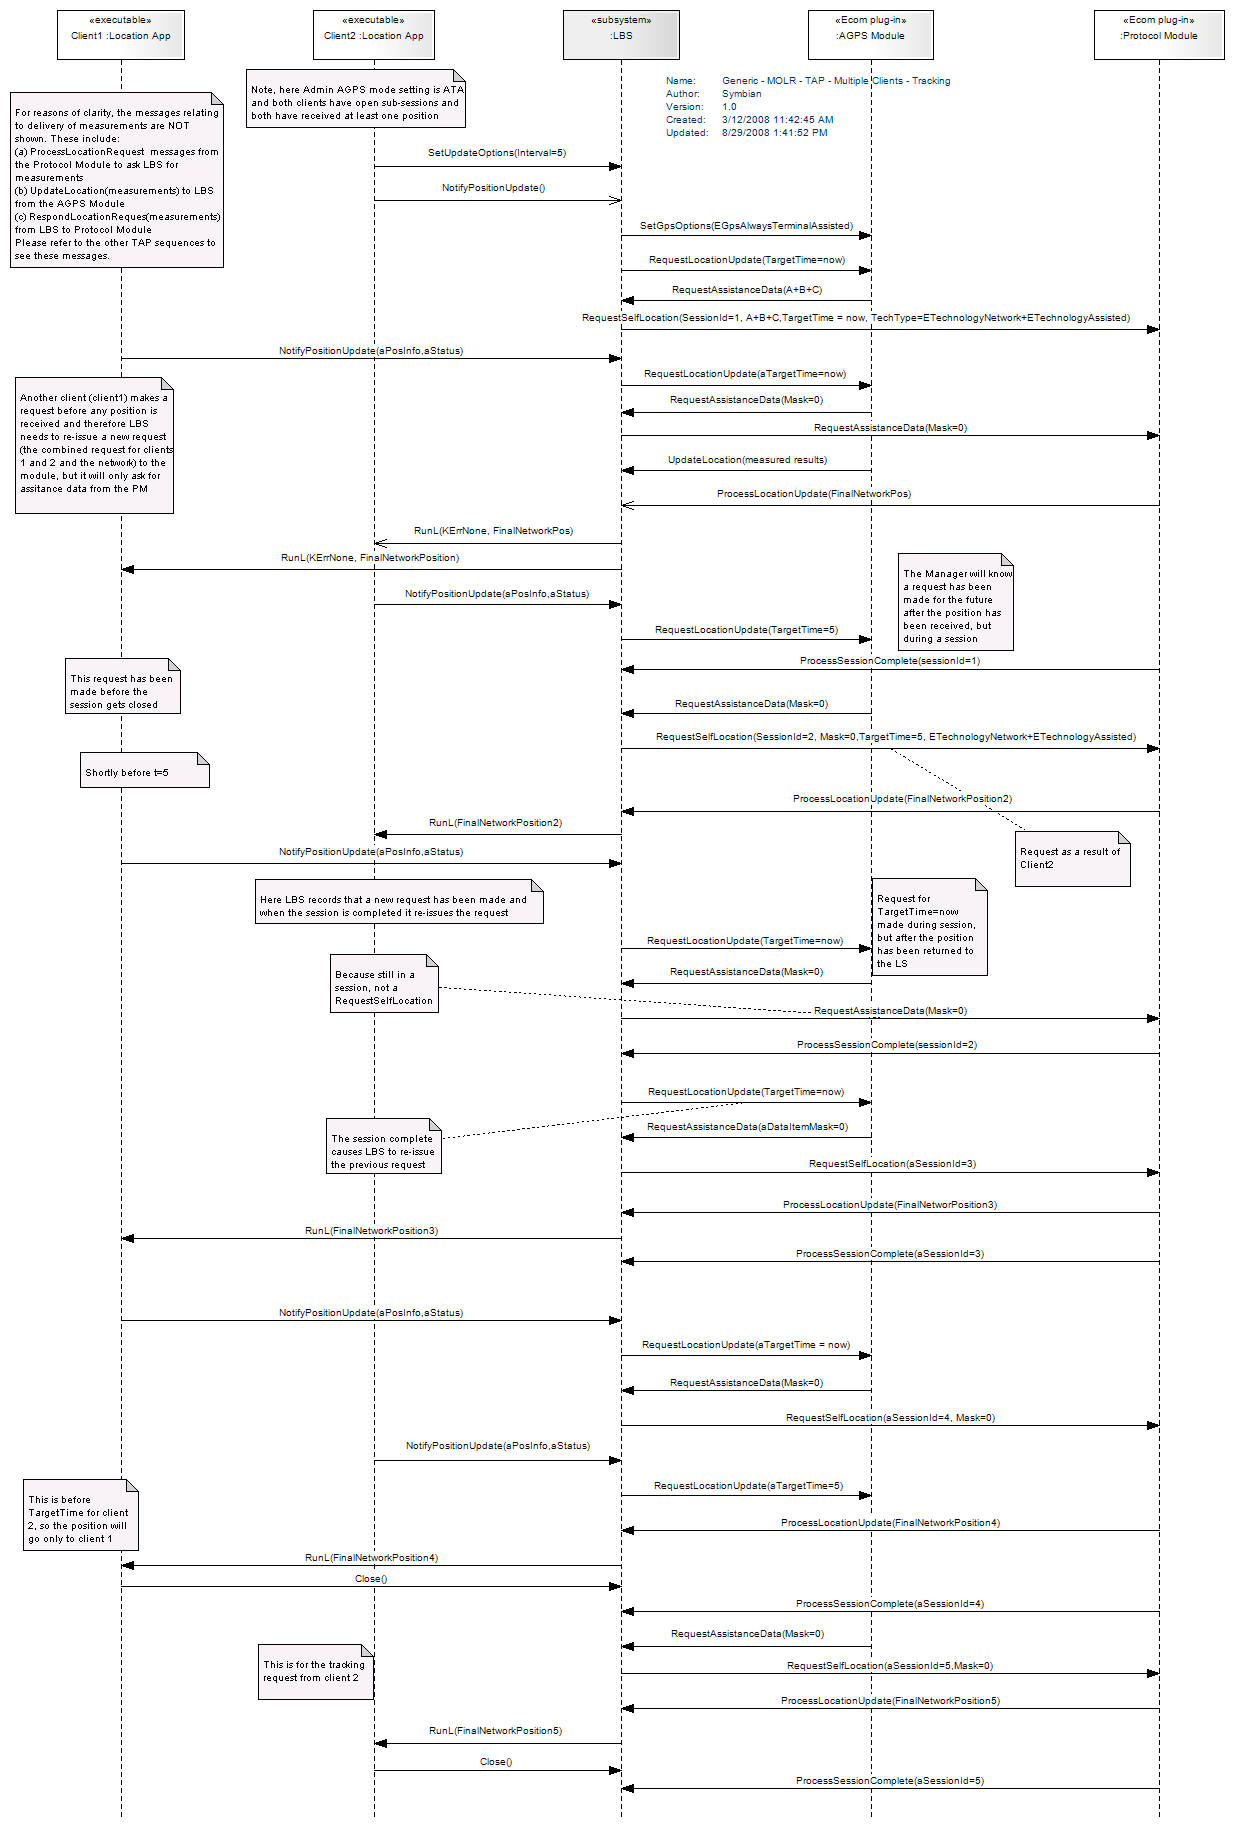 «executable»
Client1 :Location App
«executable»
Client2 :Location App
«subsystem»
:LBS
«Ecom plug-in»
:AGPS Module
«Ecom plug-in»
:Protocol Module
Note, here Admin AGPS mode setting is ATA
and both clients have open sub-sessions and
both have received at least one position
Name: Generic - MOLR - TAP - Multiple Clients - Tracking
Author: Symbian
Version: 1.0
Created: 3/12/2008 11:42:45 AM
Updated: 8/29/2008 1:41:52 PM
For reasons of clarity, the messages relating
to delivery of measurements are NOT
shown. These include:
(a) ProcessLocationRequest messages from
the Protocol Module to ask LBS for
measurements
(b) UpdateLocation(measurements) to LBS
from the AGPS Module
(c) RespondLocationReques(measurements)
from LBS to Protocol Module
Please refer to the other TAP sequences to
see these messages.
SetUpdateOptions(Interval=5)
NotifyPositionUpdate()
SetGpsOptions(EGpsAlwaysTerminalAssisted)
RequestLocationUpdate(TargetTime=now)
RequestAssistanceData(A+B+C)
RequestSelfLocation(SessionId=1, A+B+C,TargetTime = now, TechType=ETechnologyNetwork+ETechnologyAssisted)
NotifyPositionUpdate(aPosInfo,aStatus)
RequestLocationUpdate(aTargetTime=now)
Another client (client1) makes a
request before any position is
received and therefore LBS
needs to re-issue a new request
(the combined request for clients
1 and 2 and the network) to the
module, but it will only ask for
assitance data from the PM
RequestAssistanceData(Mask=0)
RequestAssistanceData(Mask=0)
UpdateLocation(measured results)
ProcessLocationUpdate(FinalNetworkPos)
RunL(KErrNone, FinalNetworkPos)
RunL(KErrNone, FinalNetworkPosition)
The Manager will know
a request has been
made for the future
after the position has
been received, but
during a session
NotifyPositionUpdate(aPosInfo,aStatus)
RequestLocationUpdate(TargetTime=5)
ProcessSessionComplete(sessionId=1)
This request has been
made before the
session gets closed
RequestAssistanceData(Mask=0)
RequestSelfLocation(SessionId=2, Mask=0,TargetTime=5, ETechnologyNetwork+ETechnologyAssisted)
Shortly before t=5
ProcessLocationUpdate(FinalNetworkPosition2)
RunL(FinalNetworkPosition2)
Request as a result of
Client2
NotifyPositionUpdate(aPosInfo,aStatus)
Here LBS records that a new request has been made and
when the session is completed it re-issues the request
Request for
TargetTime=now
made during session,
but after the position
has been returned to
the LS
RequestLocationUpdate(TargetTime=now)
Because still in a
session, not a
RequestSelfLocation
RequestAssistanceData(Mask=0)
RequestAssistanceData(Mask=0)
ProcessSessionComplete(sessionId=2)
RequestLocationUpdate(TargetTime=now)
The session complete
causes LBS to re-issue
the previous request
RequestAssistanceData(aDataItemMask=0)
RequestSelfLocation(aSessionId=3)
ProcessLocationUpdate(FinalNetworPosition3)
RunL(FinalNetworkPosition3)
ProcessSessionComplete(aSessionId=3)
NotifyPositionUpdate(aPosInfo,aStatus)
RequestLocationUpdate(aTargetTime = now)
RequestAssistanceData(Mask=0)
RequestSelfLocation(aSessionId=4, Mask=0)
NotifyPositionUpdate(aPosInfo,aStatus)
RequestLocationUpdate(aTargetTime=5)
This is before
TargetTime for client
2, so the position will
go only to client 1
ProcessLocationUpdate(FinalNetworkPosition4)
RunL(FinalNetworkPosition4)
Close()
ProcessSessionComplete(aSessionId=4)
RequestAssistanceData(Mask=0)
This is for the tracking
request from client 2
RequestSelfLocation(aSessionId=5,Mask=0)
ProcessLocationUpdate(FinalNetworkPosition5)
RunL(FinalNetworkPosition5)
Close()
ProcessSessionComplete(aSessionId=5)